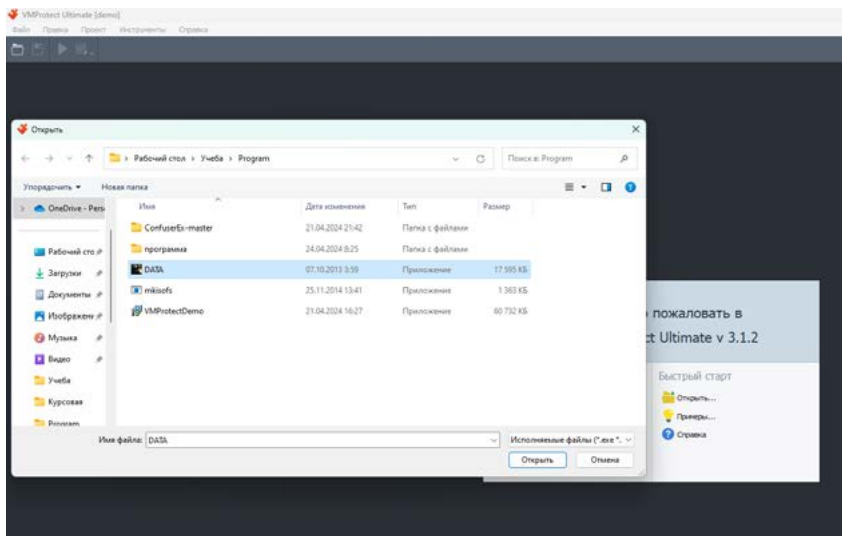 VMProtect Ultimate [demo]
Файл Правка Проект Инструменты Справка
Открыть
Рабочий стол > Учеба > Program
Поиск в: Program
Упорядочить Новая папка
OneDrive - Pers
Имя Дата изменения Тип Размер
ConfuserEx-master 21.04.2024 21:42 Папка с файлами
программа 24.04.2024 8:25 Папка с файлами
Рабочий сто DATA 07.10.2013 3:59 Приложение 17 595 КБ
Загрузки mkisofs 25.11.2014 13:41 Приложение 1 363 КБ
Документы VMProtectDemo 21.04.2024 16:27 Приложение 60 732 КБ
Изображени
Музыка
Видео
Учеба
Курсовая
Program
Имя файла: DATA Исполняемые файлы (*.exe *.
Открыть Отмена
пожаловать в
ct Ultimate v 3.1.2
Быстрый старт
Открыть...
Примеры...
Справка